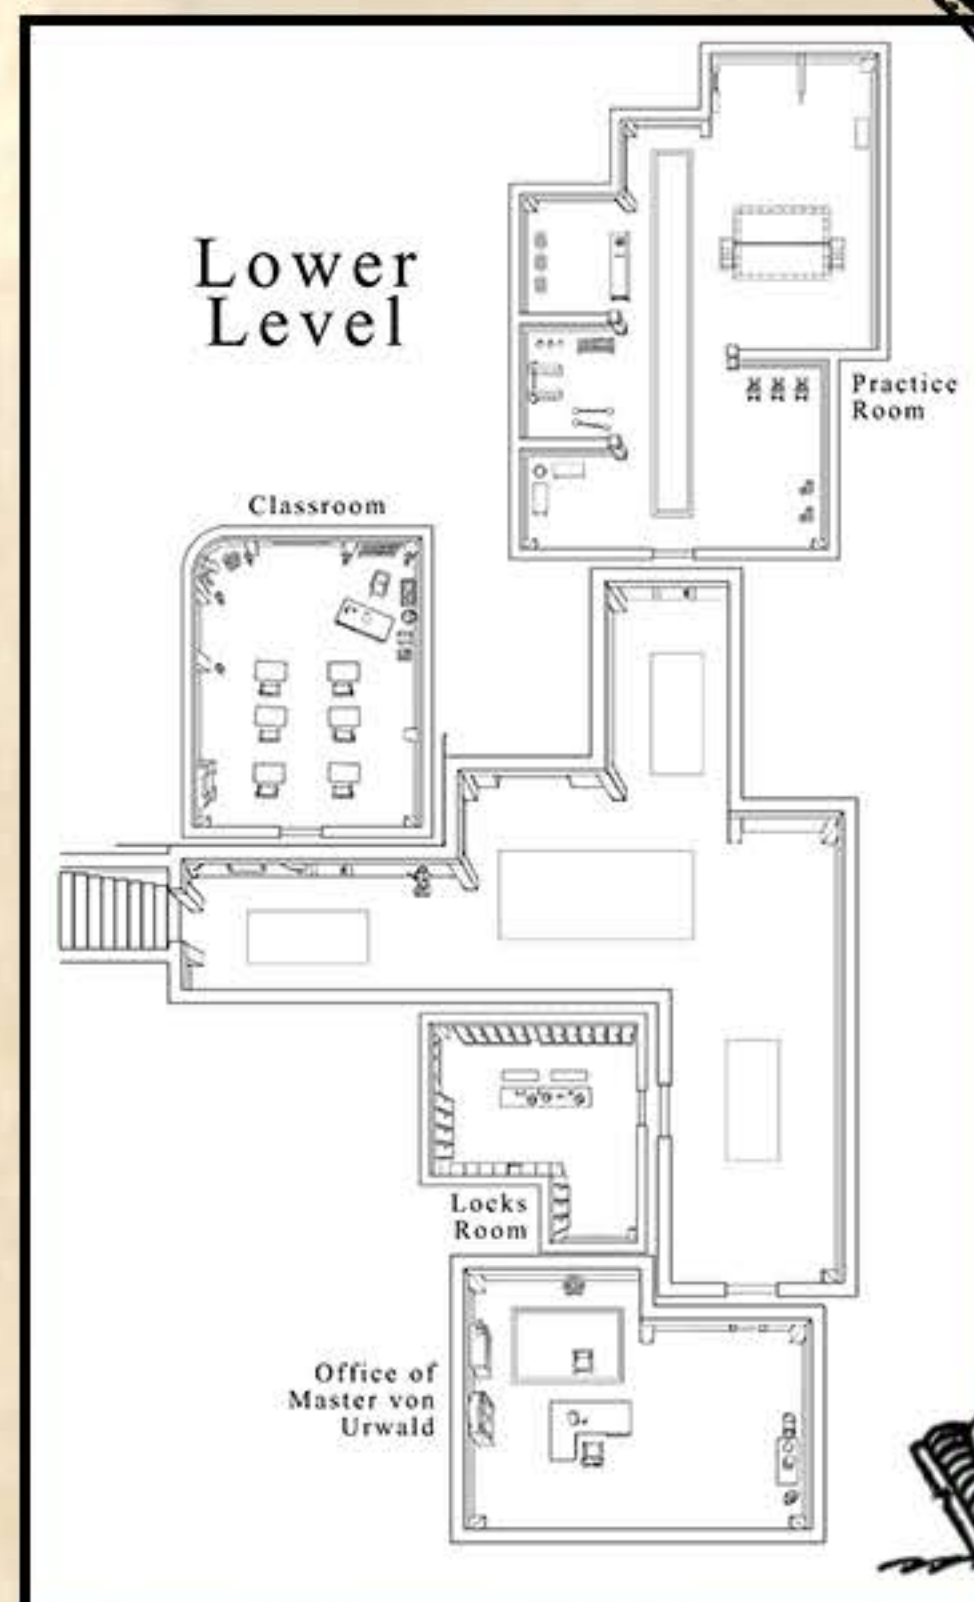 Lower
Level
Practice
Room
Classroom
Locks
Room
Office of
Master von
Urwald